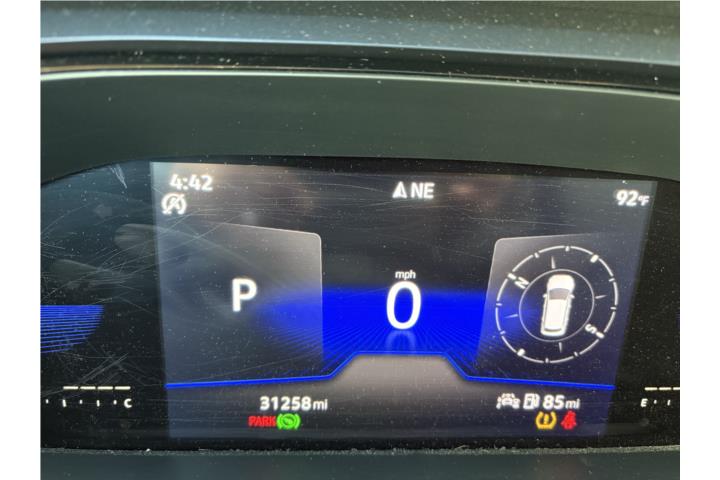 4:42
A
NE
92°F
P
mph
0
N
S
31258 mi
85 mi
PARK
C
E